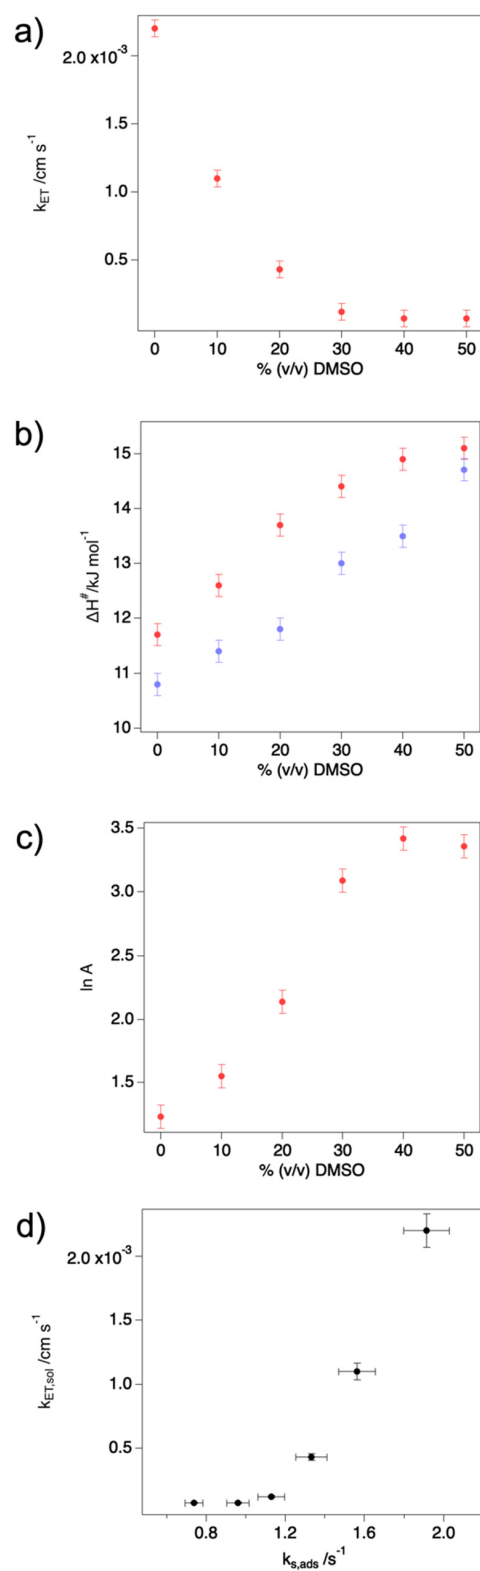 a)
2.0 x10⁻³
1.5
1.0
0.5
k_ET /cm s⁻¹
0 10 20 30 40 50
% (v/v) DMSO
b)
15
14
13
12
11
10
ΔH^#/kJ mol⁻¹
0 10 20 30 40 50
% (v/v) DMSO
c)
3.5
3.0
2.5
2.0
1.5
ln A
0 10 20 30 40 50
% (v/v) DMSO
d)
2.0 x10⁻³
1.5
1.0
0.5
k_ET,sol /cm s⁻¹
0.8 1.2 1.6 2.0
k_s,ads /s⁻¹